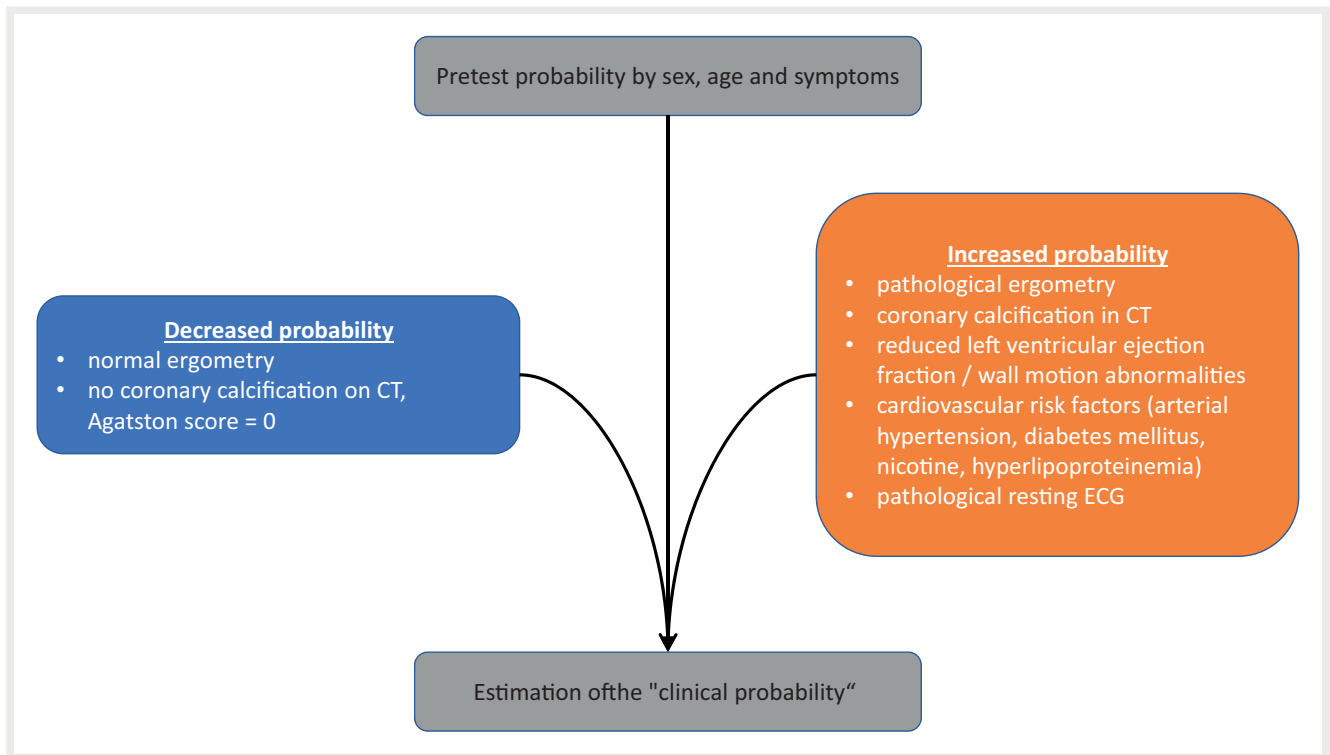 Pretest probability by sex, age and symptoms
Decreased probability
• normal ergometry
• no coronary calcification on CT,
Agatston score = 0
Increased probability
• pathological ergometry
• coronary calcification in CT
• reduced left ventricular ejection
fraction / wall motion abnormalities
• cardiovascular risk factors (arterial
hypertension, diabetes mellitus,
nicotine, hyperlipoproteinemia)
• pathological resting ECG
Estimation ofthe "clinical probability“